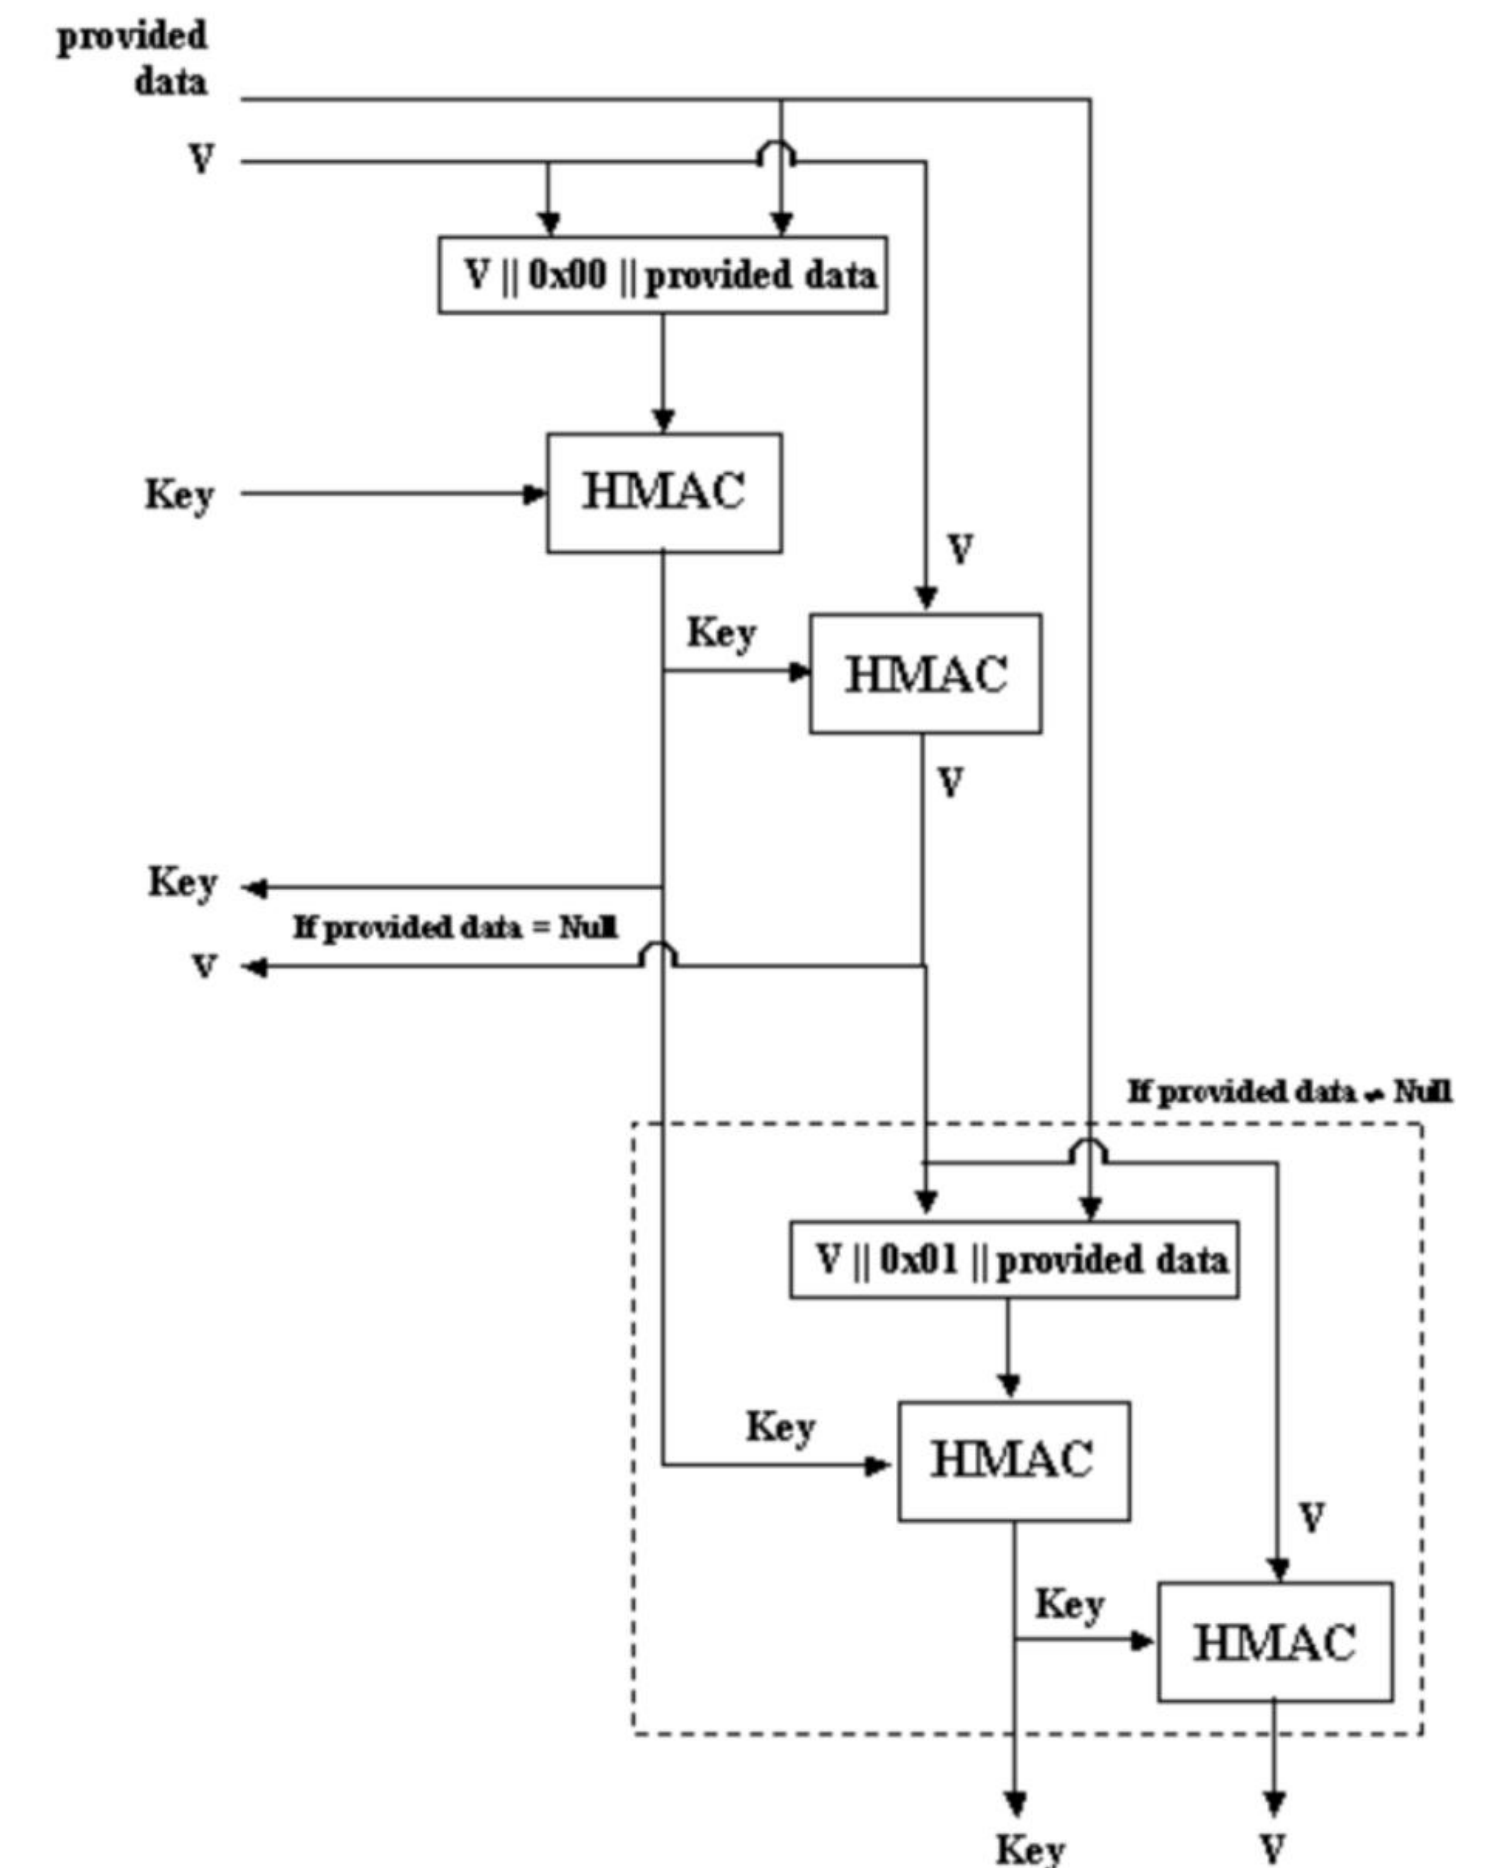 provided
data
V
V || 0x00 || provided data
Key
HMAC
V
Key
HMAC
V
Key
If provided data = Null
V
If provided data ≠ Null
V || 0x01 || provided data
Key
HMAC
V
Key
HMAC
Key
V